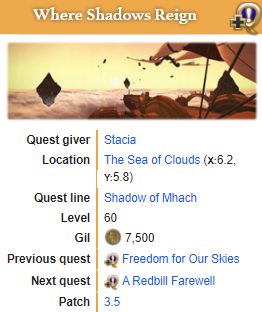 Where Shadows Reign
Quest giver Stacia
Location The Sea of Clouds (x:6.2,
Y:5.8)
Quest line Shadow of Mhach
Level 60
Gil 7,500
Previous quest Freedom for Our Skies
Next quest A Redbill Farewell
Patch 3.5